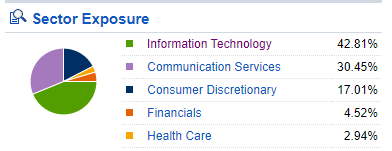 Sector Exposure
Information Technology 42.81%
Communication Services 30.45%
Consumer Discretionary 17.01%
Financials 4.52%
Health Care 2.94%